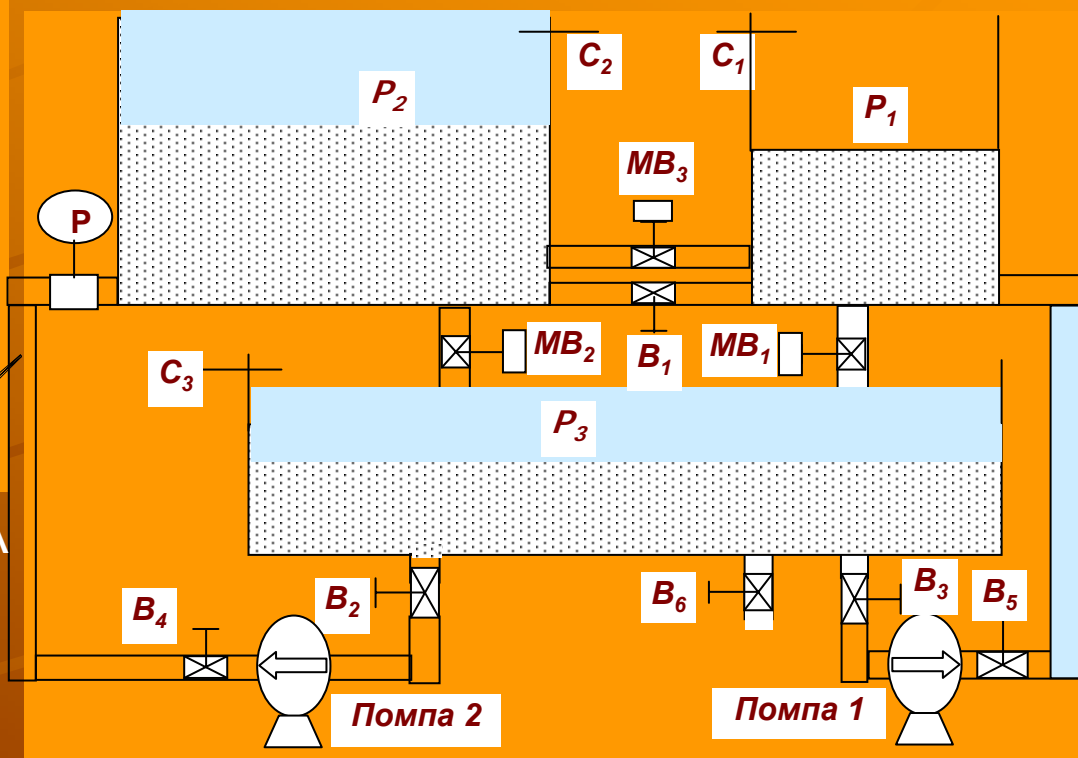 C₂
C₁
P₂
P₁
MB₃
P
MB₂
B₁
MB₁
C₃
P₃
B₄
B₂
B₆
B₃
B₅
Помпа 2
Помпа 1